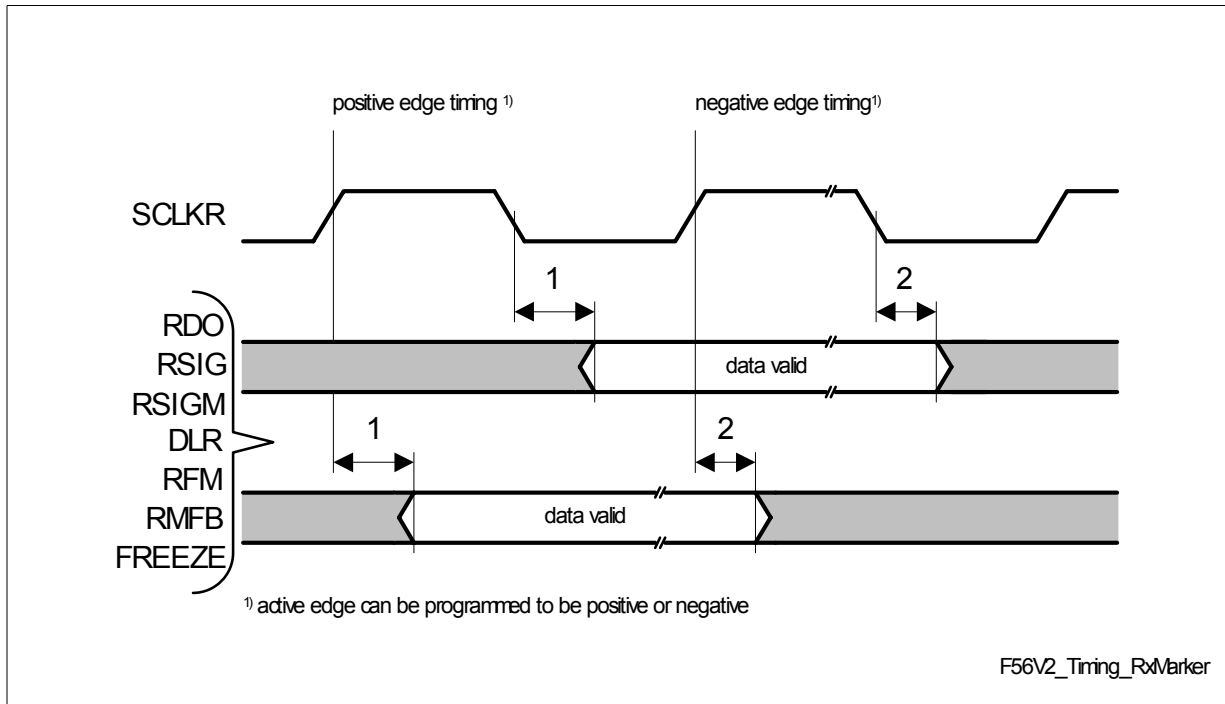 positive edge timing 1)
negative edge timing1)
SCLKR
1
2
RDO
RSIG
data valid
RSIGM
DLR
1
2
RFM
RMFB
data valid
FREEZE
1) active edge can be programmed to be positive or negative
F56V2_Timing_RxMarker